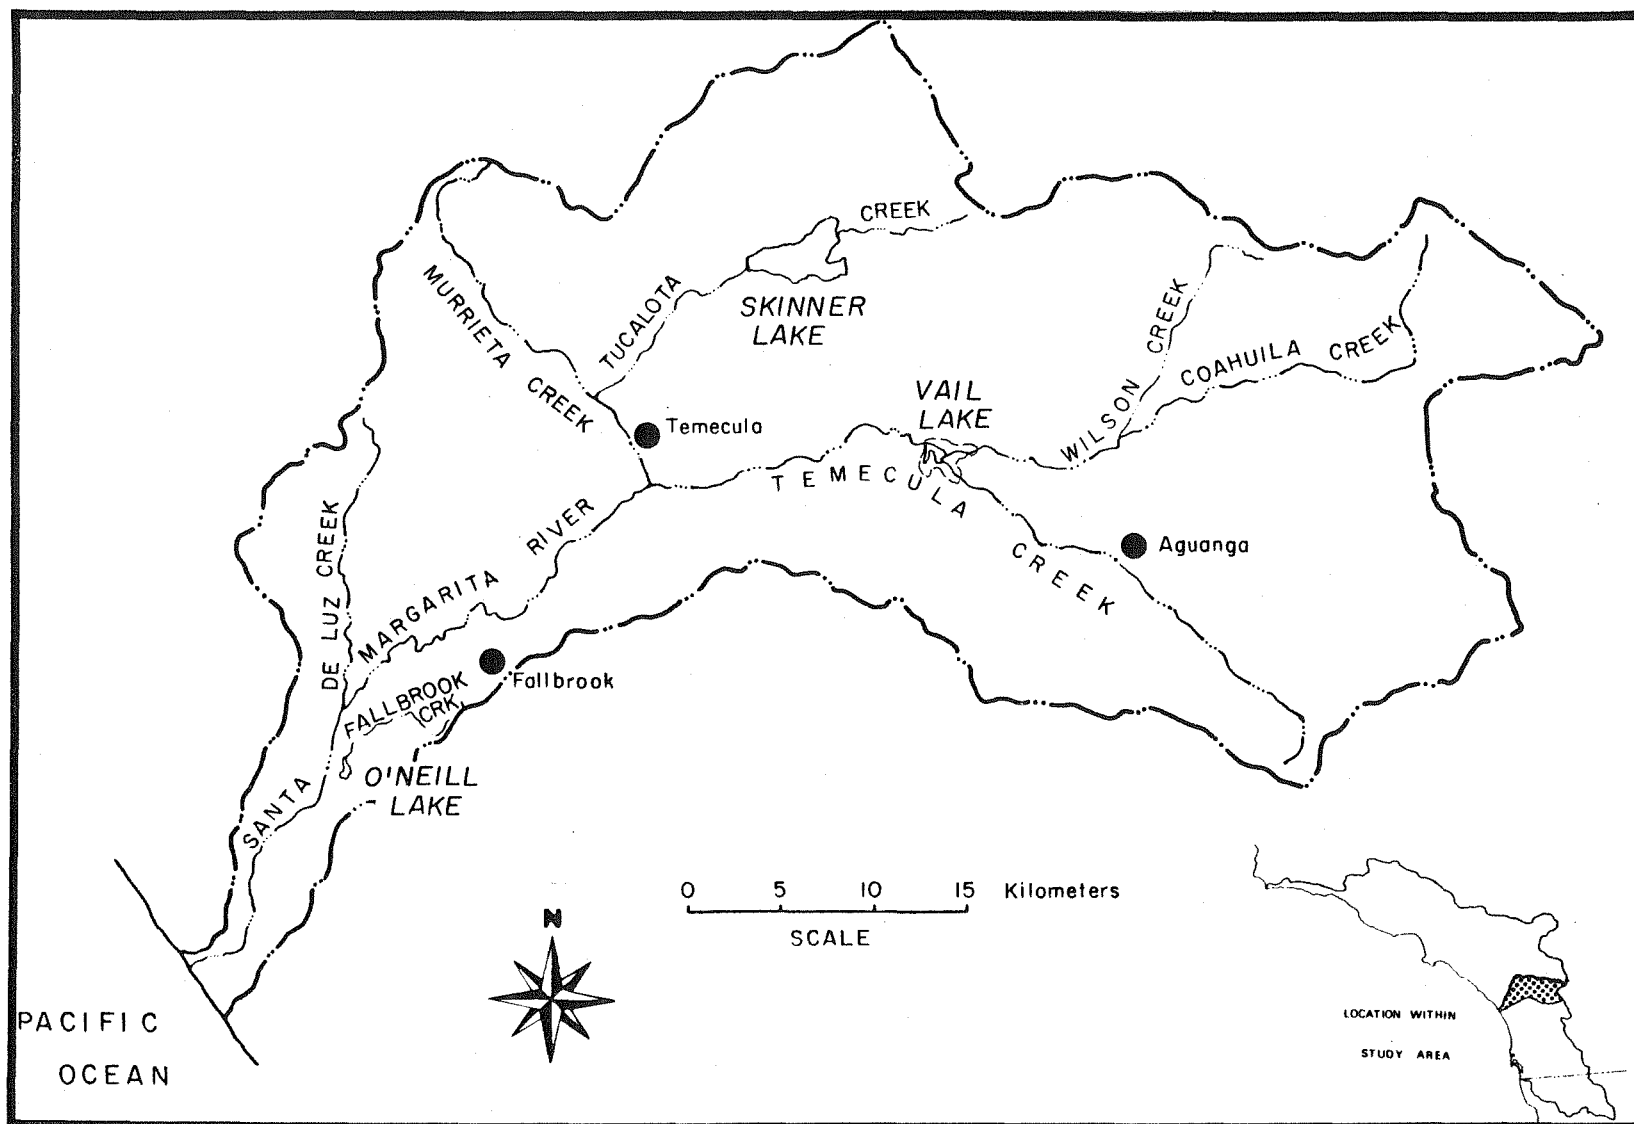 CREEK
TUCALOTA
SKINNER
LAKE
MURRIETA CREEK
WILSON CREEK
COAHUILA CREEK
VAIL
LAKE
Temecula
TEMECULA CREEK
Aguanga
DE LUZ CREEK
SANTA MARGARITA RIVER
Fallbrook
FALLBROOK
CRK.
O'NEILL
LAKE
0 5 10 15 Kilometers
SCALE
N
PACIFIC
OCEAN
LOCATION WITHIN
STUDY AREA